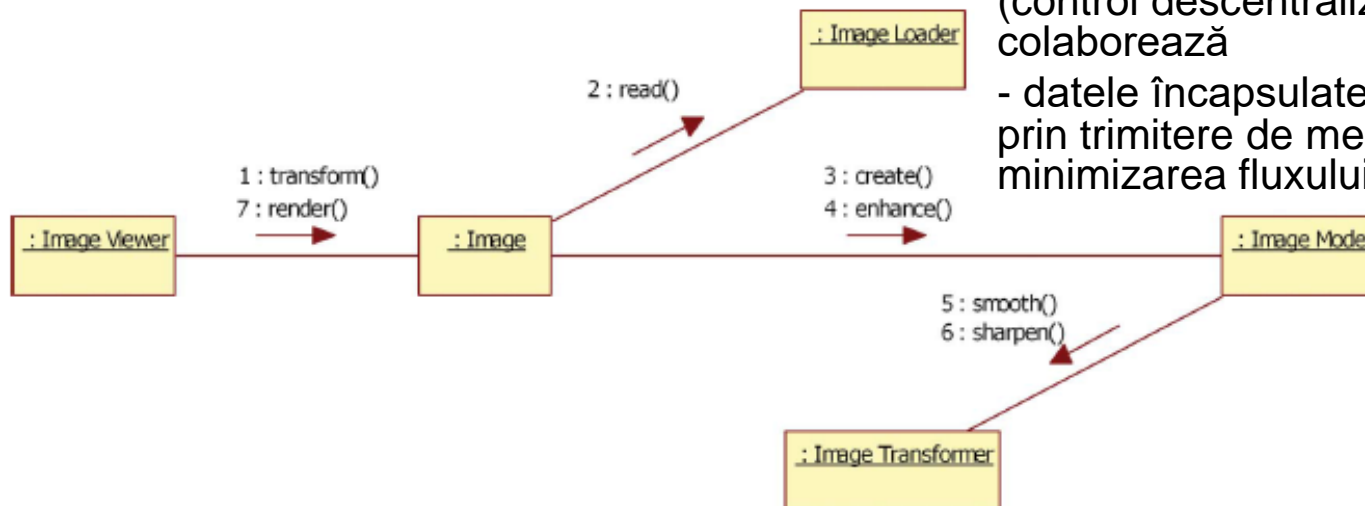 (control descentraliz
colaborează
- datele încapsulate
prin trimitere de me
minimizarea fluxului
: Image Loader
2 : read()
1 : transform()
7 : render()
3 : create()
4 : enhance()
: Image Viewer
: Image
: Image Mode
5 : smooth()
6 : sharpen()
: Image Transformer